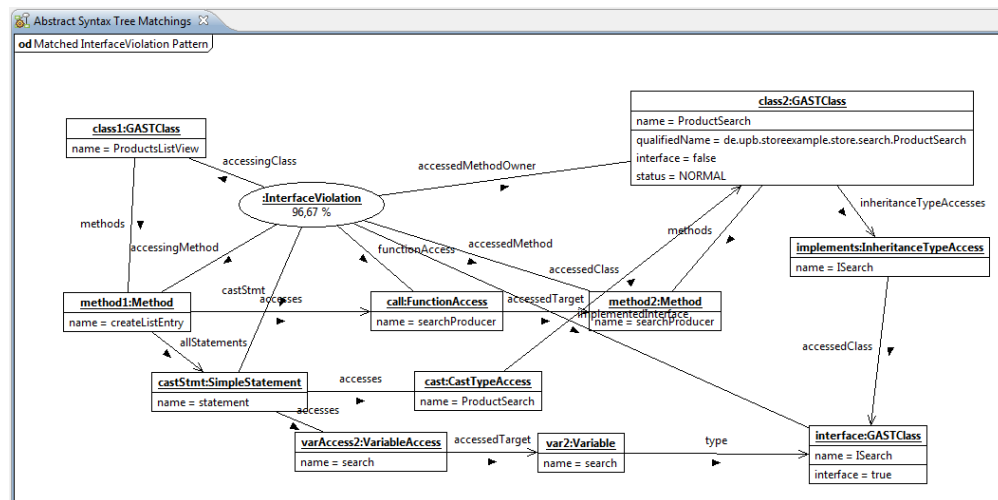 Abstract Syntax Tree Matchings
od Matched InterfaceViolation Pattern
class2:GASTClass
name = ProductSearch
qualifiedName = de.upb.storeexample.store.search.ProductSearch
interface = false
status = NORMAL
class1:GASTClass
name = ProductsListView
accessingClass
accessedMethodOwner
:InterfaceViolation
96,67 %
inheritanceTypeAccesses
methods
accessingMethod
functionAccess
accessedMethod
methods
implements:InheritanceTypeAccess
name = ISearch
castStmt
accessedClass
method1:Method
name = createListEntry
accesses
call:FunctionAccess
name = searchProducer
accessedTarget
method2:Method
name = searchProducer
implementedInterface
allStatements
accessedClass
castStmt:SimpleStatement
name = statement
accesses
cast:CastTypeAccess
name = ProductSearch
accesses
varAccess2:VariableAccess
name = search
accessedTarget
var2:Variable
name = search
type
interface:GASTClass
name = ISearch
interface = true